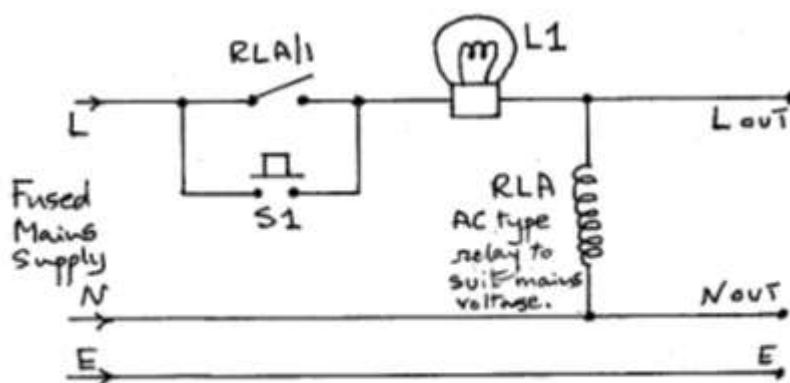 RLA/1
L1
L
L OUT
S1
Fused
Mains
Supply
RLA
AC type
relay to
suit mains
voltage.
N
N OUT
E
E